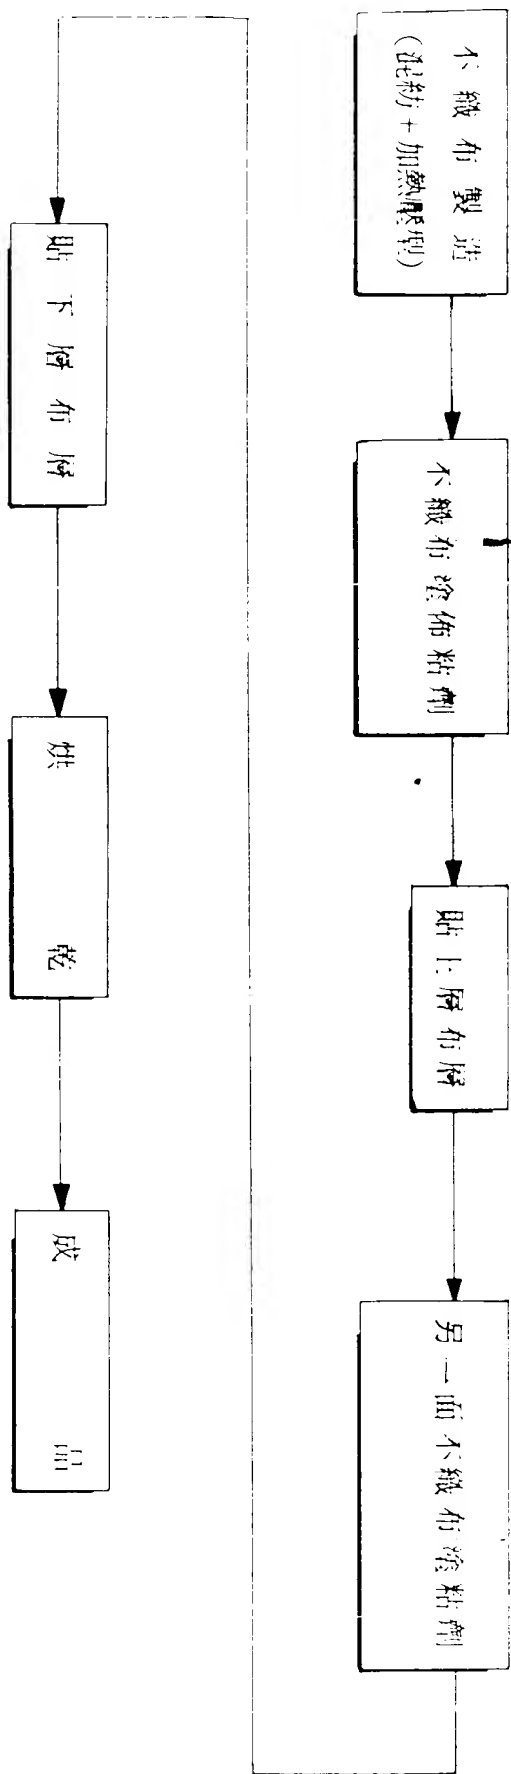 不織布製造
(混紡+加熱壓型)
不織布塗佈粘劑
貼上層布層
另一面不織布塗粘劑
貼下層布層
烘乾
成品